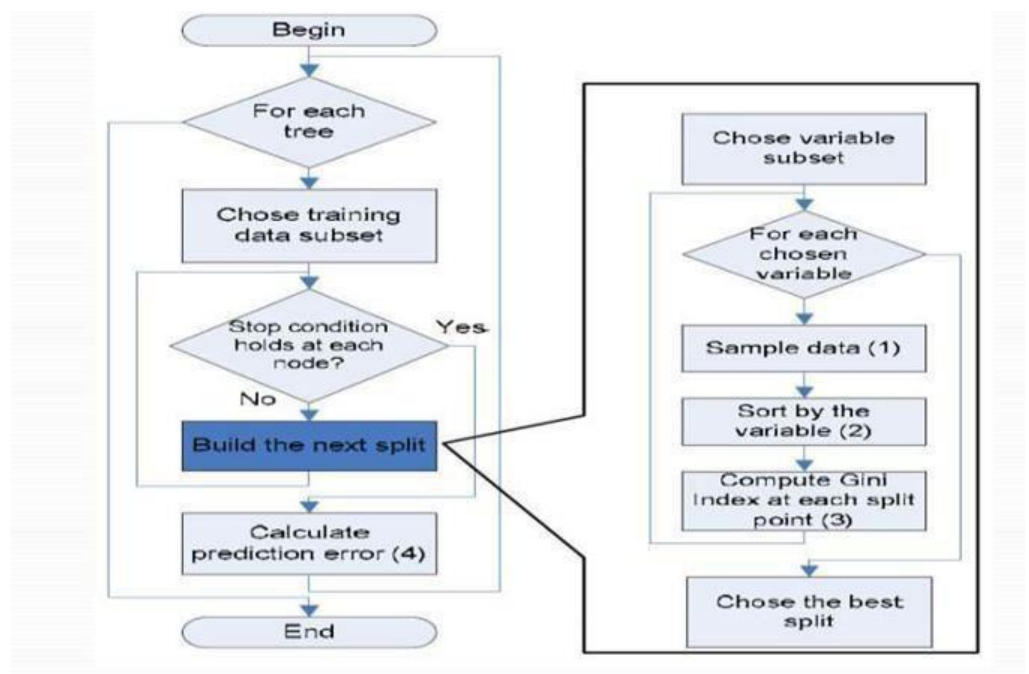 Begin
For each
tree
Chose training
data subset
Stop condition
holds at each
node?
Yes
No
Build the next split
Calculate
prediction error (4)
End
Chose variable
subset
For each
chosen
variable
Sample data (1)
Sort by the
variable (2)
Compute Gini
Index at each split
point (3)
Chose the best
split